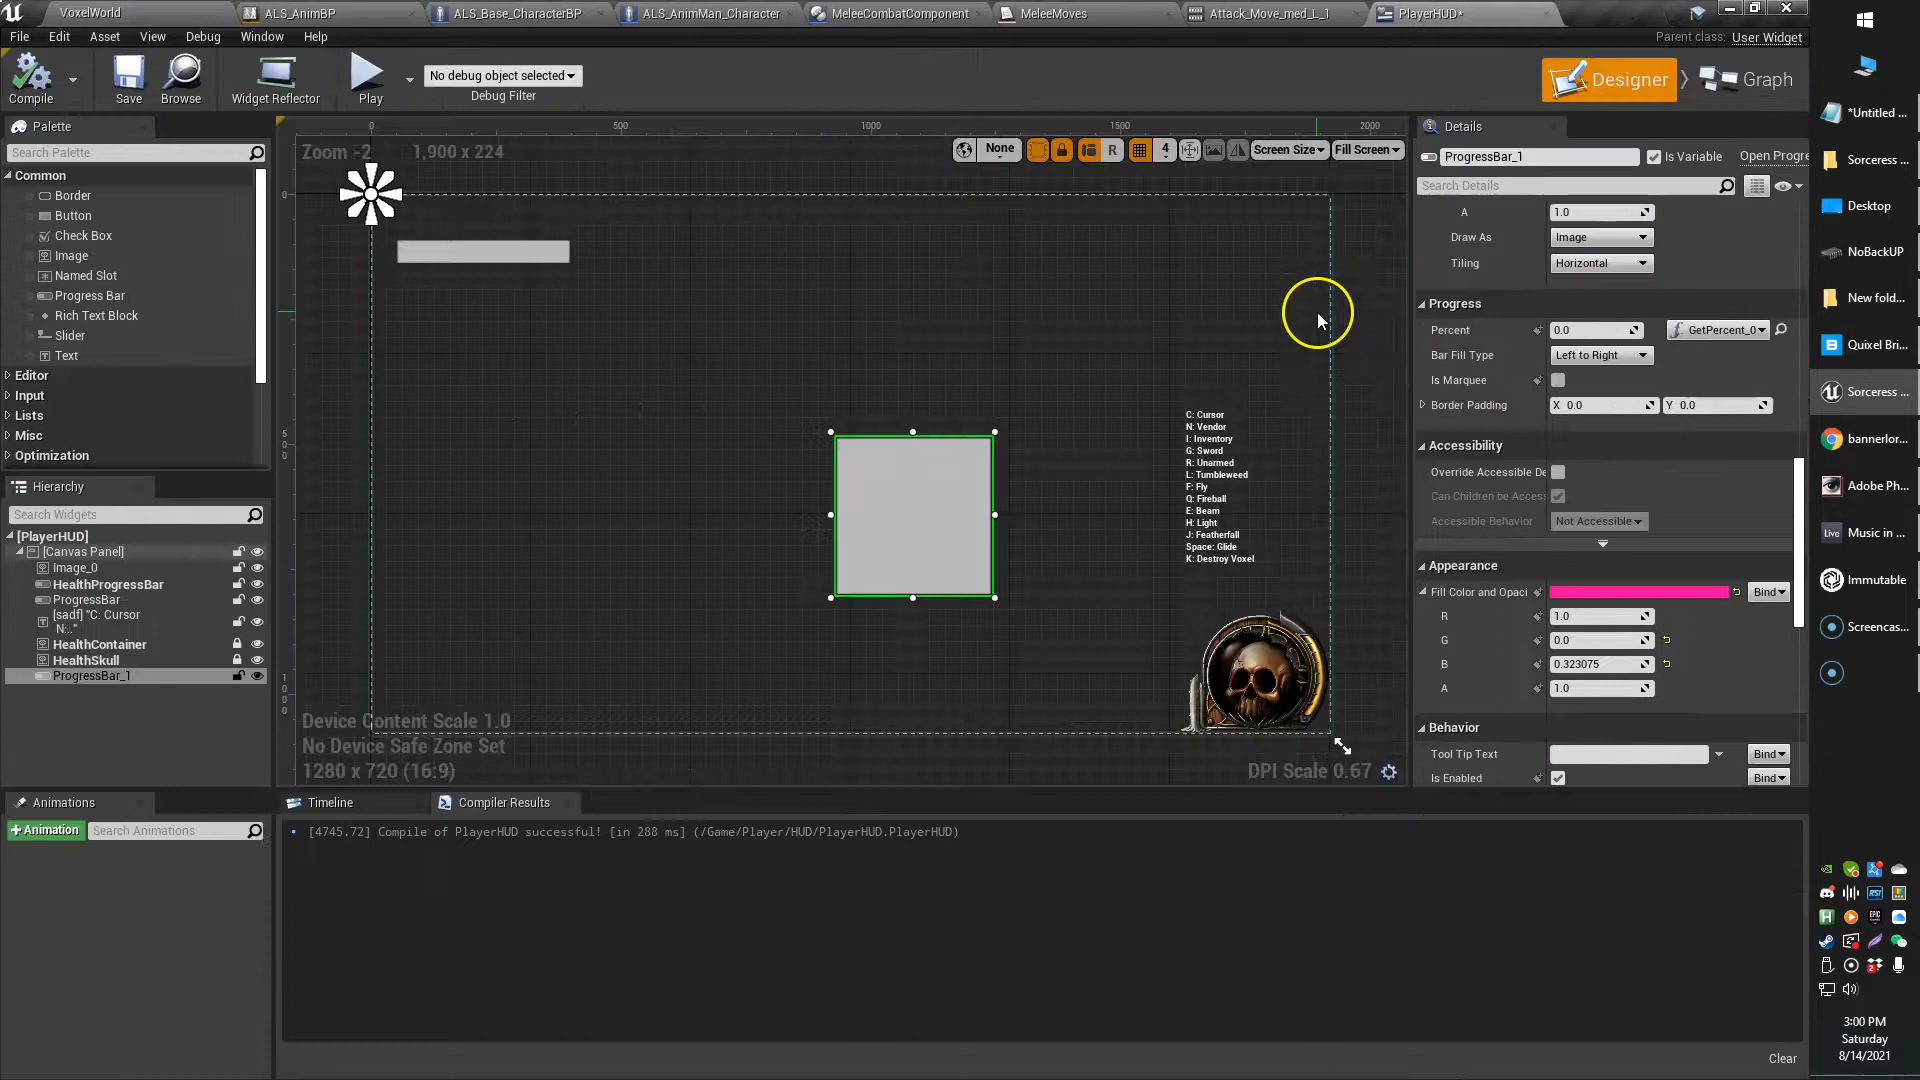 VoxelWorld
ALS_AnimBP
ALS_Base_CharacterBP
ALS_AnimMan_Character
MeleeCombatComponent
MeleeMoves
Attack_Move_med_L_1
PlayerHUD*
File Edit Asset View Debug Window Help
Parent class: User Widget
Compile
Save
Browse
Widget Reflector
Play
No debug object selected
Debug Filter
Designer
Graph
Palette
Search Palette
Common
Border
Button
Check Box
Image
Named Slot
Progress Bar
Rich Text Block
Slider
Text
Editor
Input
Lists
Misc
Optimization
Hierarchy
Search Widgets
[PlayerHUD]
[Canvas Panel]
Image_0
HealthProgressBar
ProgressBar
[sadf] "C: Cursor
N:.."
HealthContainer
HealthSkull
ProgressBar_1
Animations
+ Animation
Search Animations
0 500 1000 1500 2000
Zoom -2
1,900 x 224
None
R
4
Screen Size
Fill Screen
0
5
0
0
1
0
0
0
C: Cursor
N: Vendor
I: Inventory
G: Sword
R: Unarmed
L: Tumbleweed
F: Fly
Q: Fireball
E: Beam
H: Light
J: Featherfall
Space: Glide
K: Destroy Voxel
Device Content Scale 1.0
No Device Safe Zone Set
1280 x 720 (16:9)
DPI Scale 0.67
Timeline
Compiler Results
[4745.72] Compile of PlayerHUD successful! [in 288 ms] (/Game/Player/HUD/PlayerHUD.PlayerHUD)
Clear
Details
ProgressBar_1
Is Variable
Open Progre
Search Details
A 1.0
Draw As Image
Tiling Horizontal
Progress
Percent 0.0 GetPercent_0
Bar Fill Type Left to Right
Is Marquee
Border Padding X 0.0 Y 0.0
Accessibility
Override Accessible De
Can Children be Access
Accessible Behavior Not Accessible
Appearance
Fill Color and Opaci Bind
R 1.0
G 0.0
B 0.323075
A 1.0
Behavior
Tool Tip Text Bind
Is Enabled Bind
*Untitled ...
Sorceress ...
Desktop
NoBackUP
New fold...
Quixel Bri...
Sorceress ...
bannerlor...
Adobe Ph...
Live
Music in ...
Immutable
Screencas...
3:00 PM
Saturday
8/14/2021